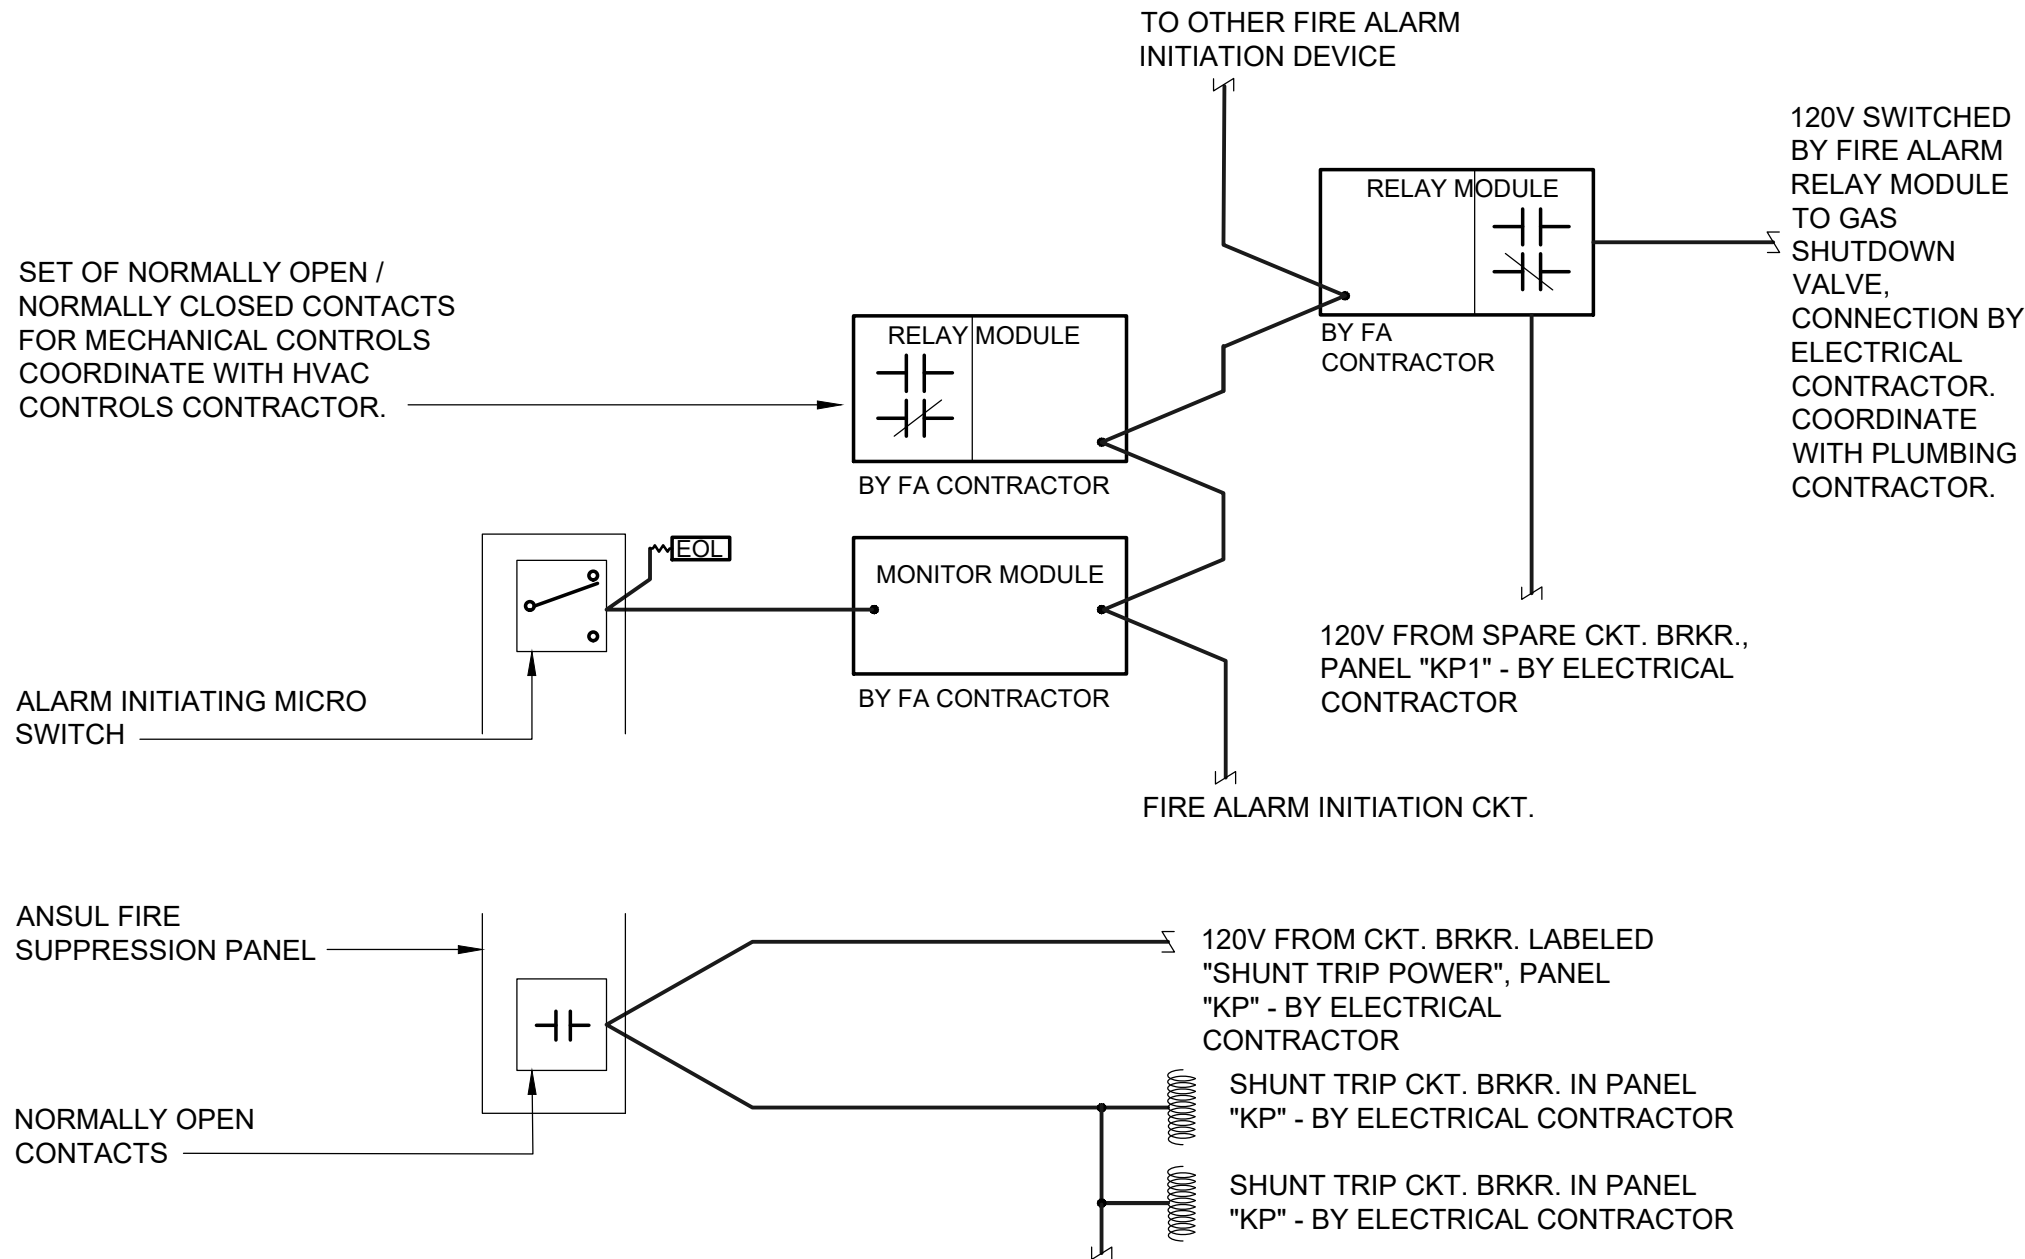 TO OTHER FIRE ALARM
INITIATION DEVICE
120V SWITCHED
BY FIRE ALARM
RELAY MODULE
TO GAS
SHUTDOWN
VALVE,
CONNECTION BY
ELECTRICAL
CONTRACTOR.
COORDINATE
WITH PLUMBING
CONTRACTOR.
RELAY MODULE
BY FA
CONTRACTOR
SET OF NORMALLY OPEN /
NORMALLY CLOSED CONTACTS
FOR MECHANICAL CONTROLS
COORDINATE WITH HVAC
CONTROLS CONTRACTOR.
RELAY MODULE
BY FA CONTRACTOR
EOL
MONITOR MODULE
BY FA CONTRACTOR
120V FROM SPARE CKT. BRKR.,
PANEL "KP1" - BY ELECTRICAL
CONTRACTOR
ALARM INITIATING MICRO
SWITCH
FIRE ALARM INITIATION CKT.
ANSUL FIRE
SUPPRESSION PANEL
120V FROM CKT. BRKR. LABELED
"SHUNT TRIP POWER", PANEL
"KP" - BY ELECTRICAL
CONTRACTOR
SHUNT TRIP CKT. BRKR. IN PANEL
"KP" - BY ELECTRICAL CONTRACTOR
NORMALLY OPEN
CONTACTS
SHUNT TRIP CKT. BRKR. IN PANEL
"KP" - BY ELECTRICAL CONTRACTOR